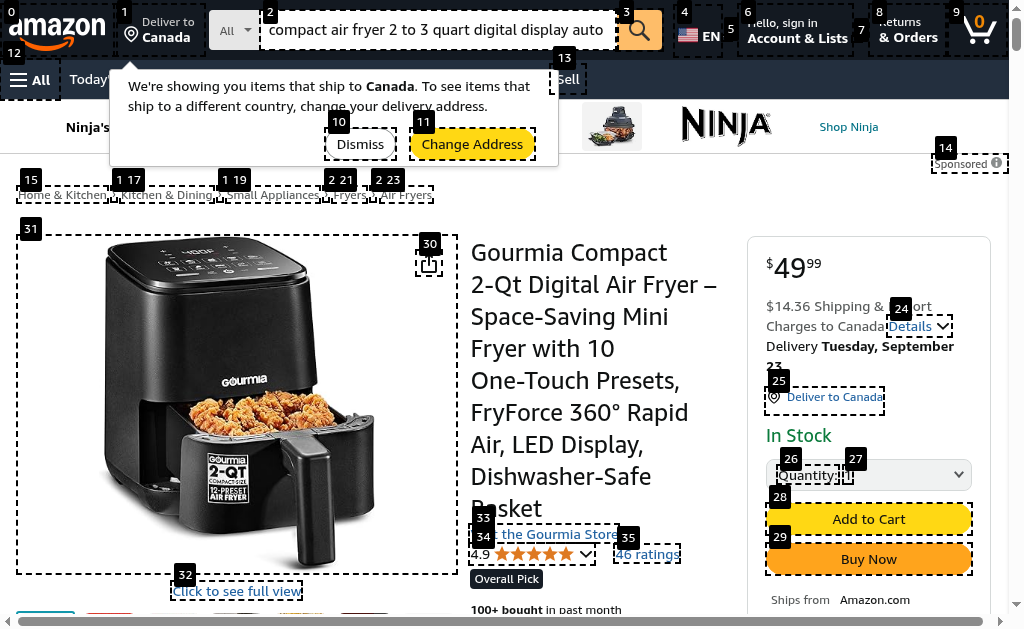 0
1
2
3
4
5
6
7
8
9
amazon
Deliver to
Canada
All
compact air fryer 2 to 3 quart digital display auto
EN
Hello, sign in
Account & Lists
Returns
& Orders
0
12
All
Today'
13
Sell
We're showing you items that ship to Canada. To see items that
ship to a different country, change your delivery address.
10
Dismiss
11
Change Address
Ninja's
NINJA
Shop Ninja
14
Sponsored
15
1 17
1 19
2 21
2 23
Home & Kitchen › Kitchen & Dining › Small Appliances › Fryers › Air Fryers
31
30
400F
GOURMIA
GOURMIA
2-QT
COMPACT SIZE
12-PRESET
AIR FRYER
32
Click to see full view
Gourmia Compact
2-Qt Digital Air Fryer –
Space-Saving Mini
Fryer with 10
One-Touch Presets,
FryForce 360° Rapid
Air, LED Display,
Dishwasher-Safe
Basket
33
the Gourmia Store
34
35
4.9
46 ratings
Overall Pick
100+ bought in past month
$49 99
$14.36 Shipping &
24
Charges to Canada Details
Delivery Tuesday, September
23
25
Deliver to Canada
In Stock
26
27
Quantity: 1
28
Add to Cart
29
Buy Now
Ships from Amazon.com